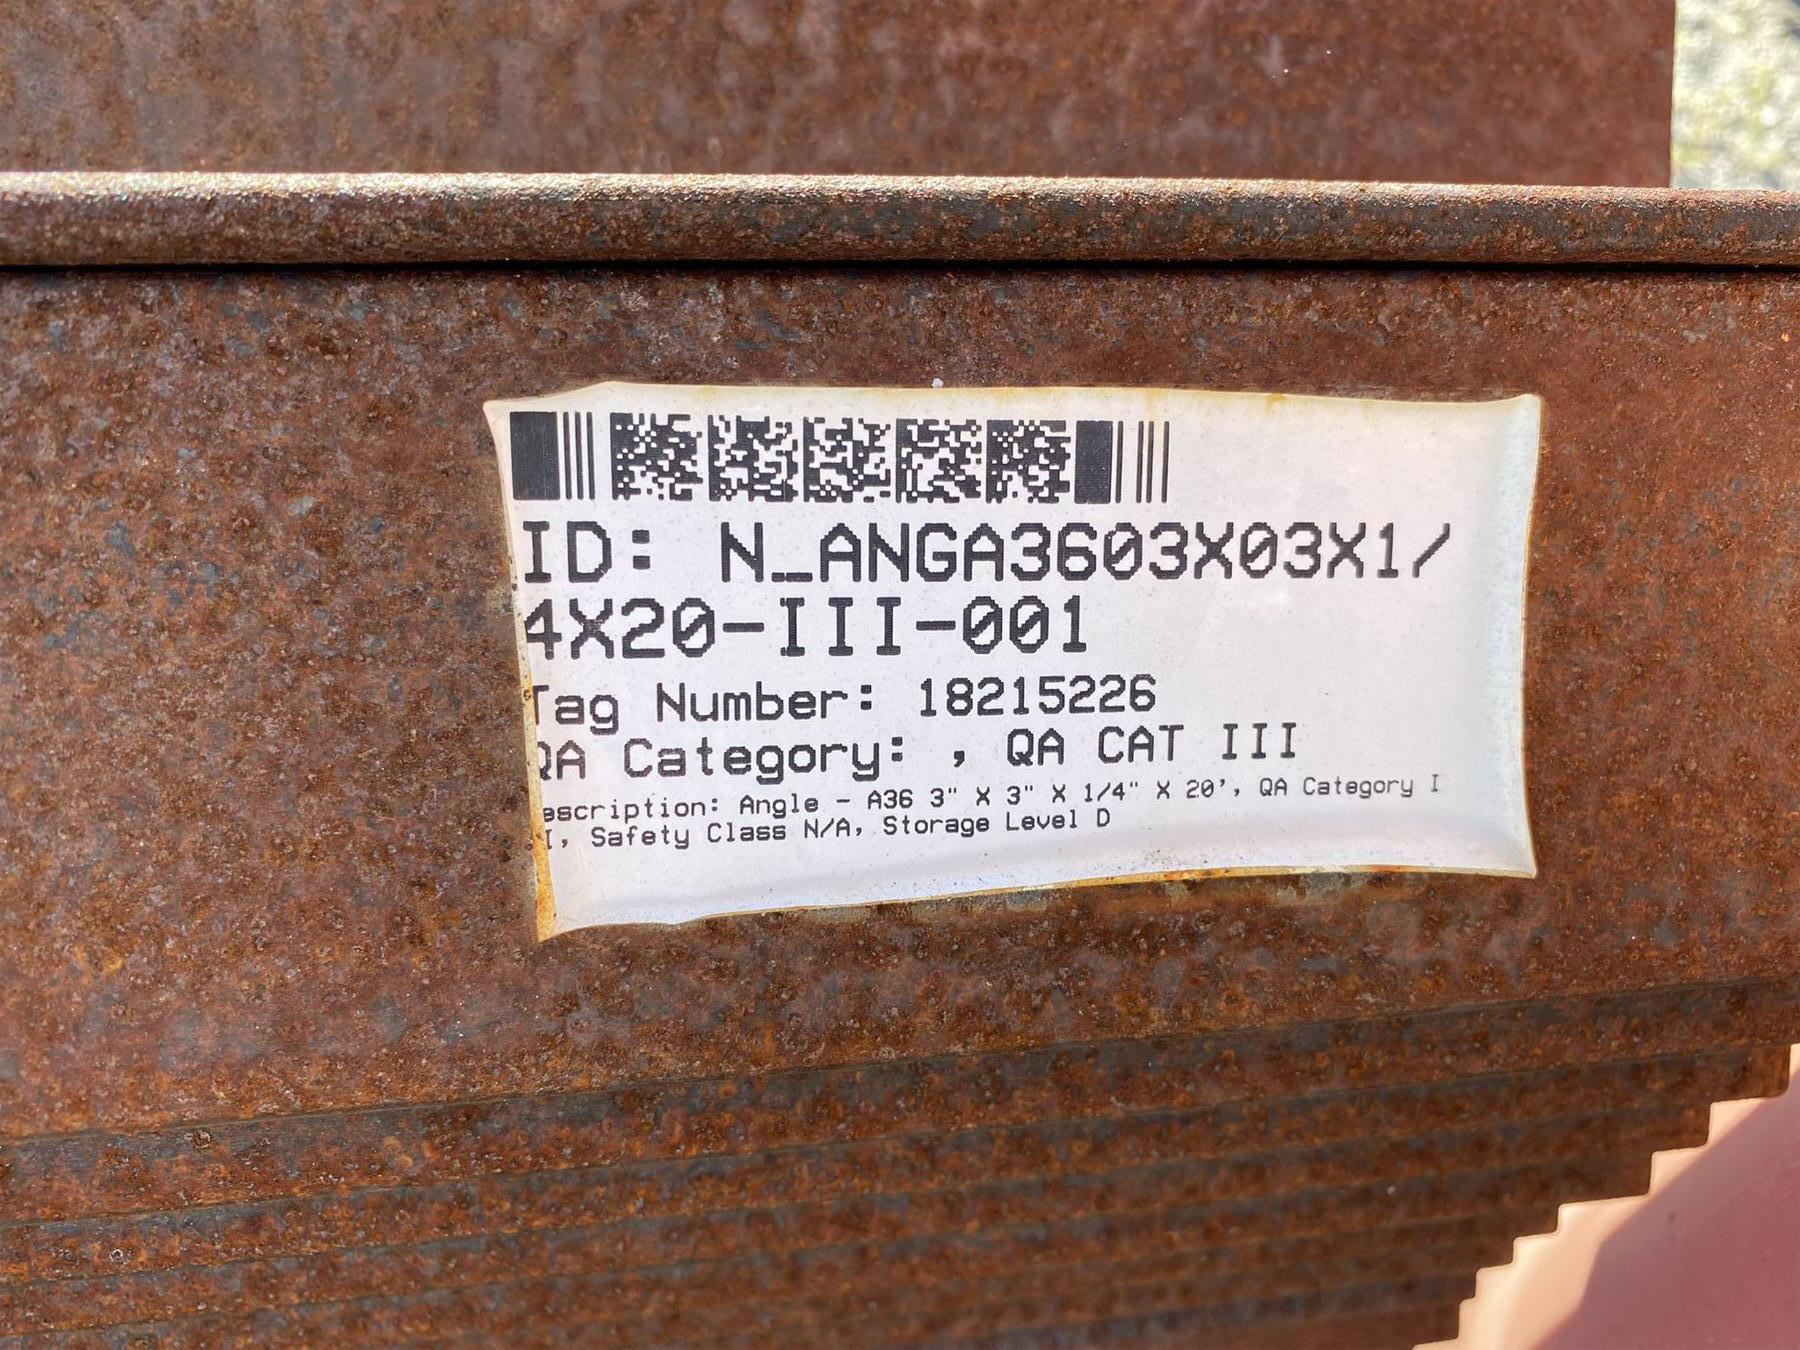 ID: N_ANGA3603X03X1/
4X20-III-001
Tag Number: 18215226
QA Category: , QA CAT III
escription: Angle - A36 3" X 3" X 1/4" X 20', QA Category I
I, Safety Class N/A, Storage Level D